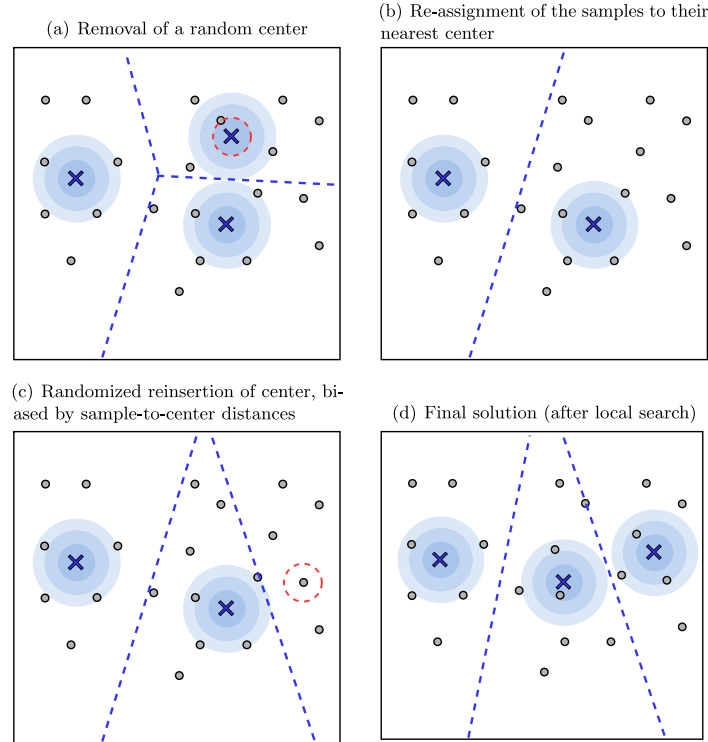 (a) Removal of a random center
(b) Re-assignment of the samples to their
nearest center
(c) Randomized reinsertion of center, bi-
ased by sample-to-center distances
(d) Final solution (after local search)